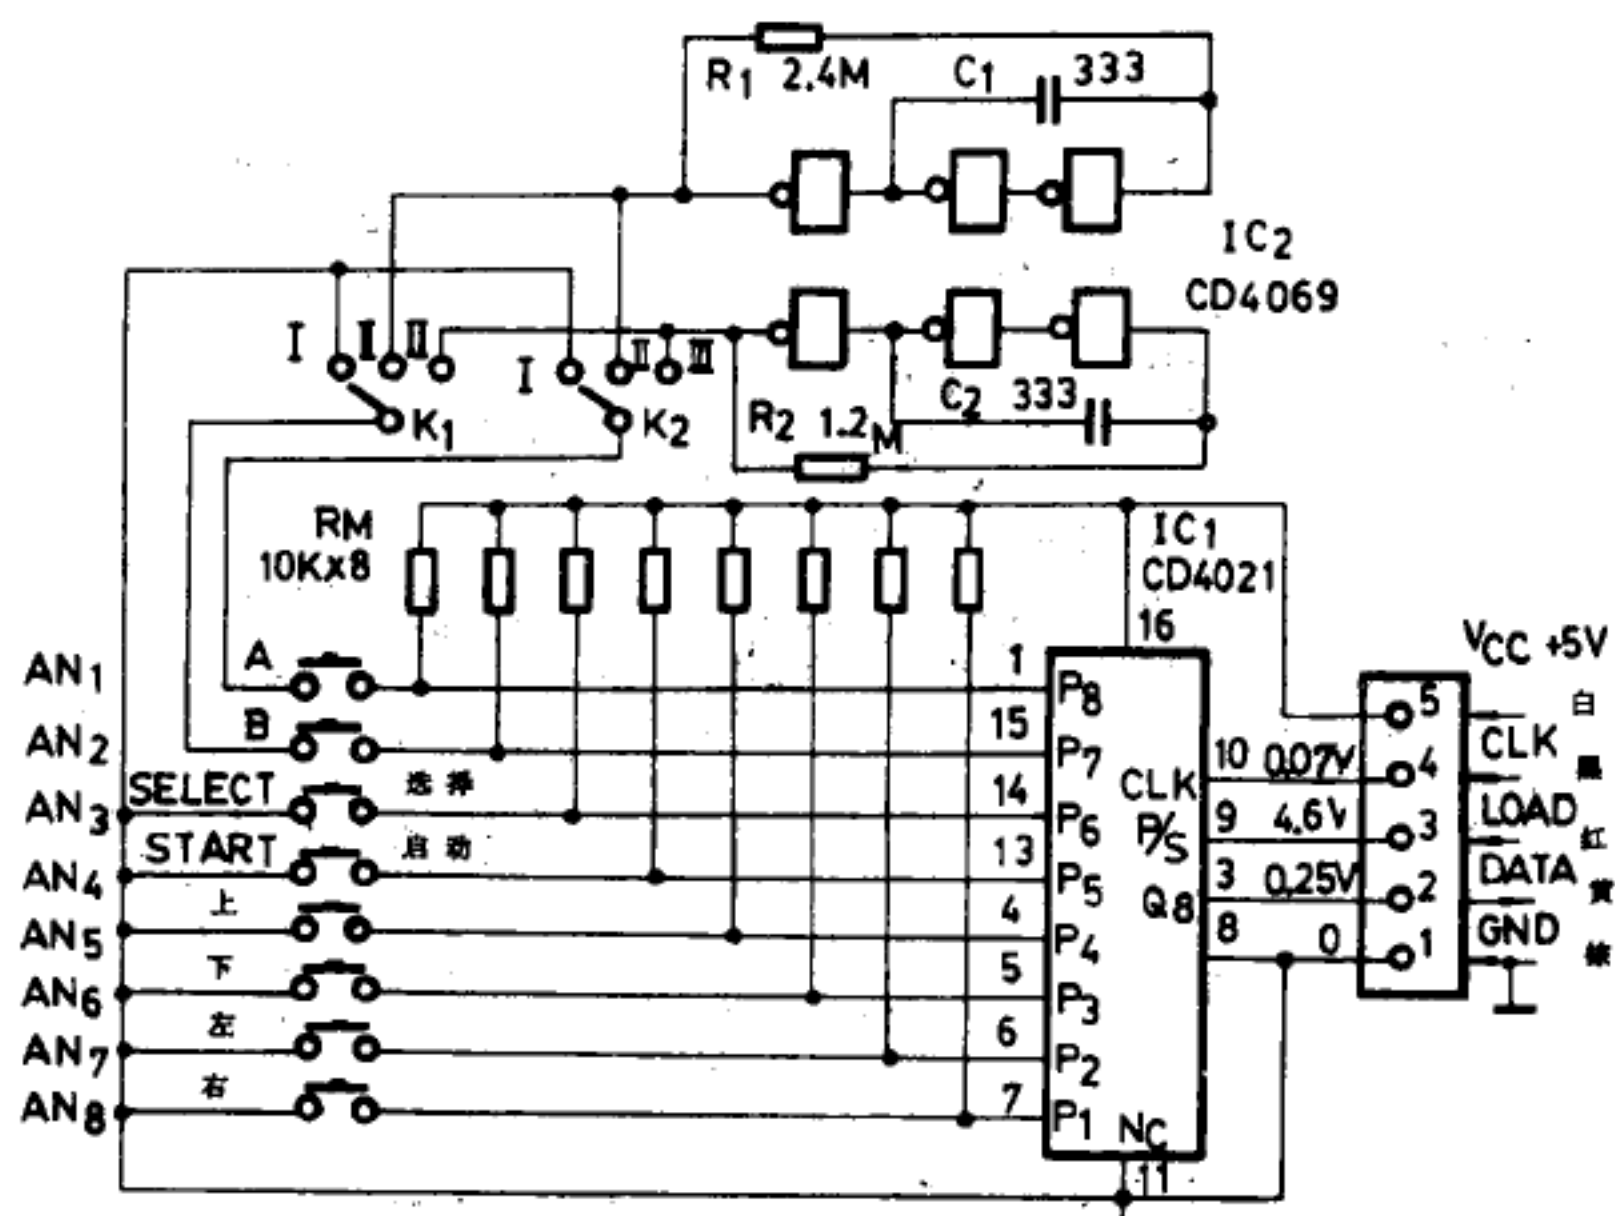 R1 2.4M
C1 333
IC2
CD4069
I II II
K1
I II III
K2
C2 333
R2 1.2M
RM
10K×8
IC1
CD4021
16
VCC +5V
AN1 A 1 P8
5 白
AN2 B 15 P7
CLK 10 0.07V 4 CLK 黑
AN3 SELECT 选择 14 P6
P/S 9 4.6V 3 LOAD 红
AN4 START 启动 13 P5
Q8 3 0.25V 2 DATA 黄
AN5 上 4 P4
8 0 1 GND
AN6 下 5 P3
AN7 左 6 P2
AN8 右 7 P1
NC
11